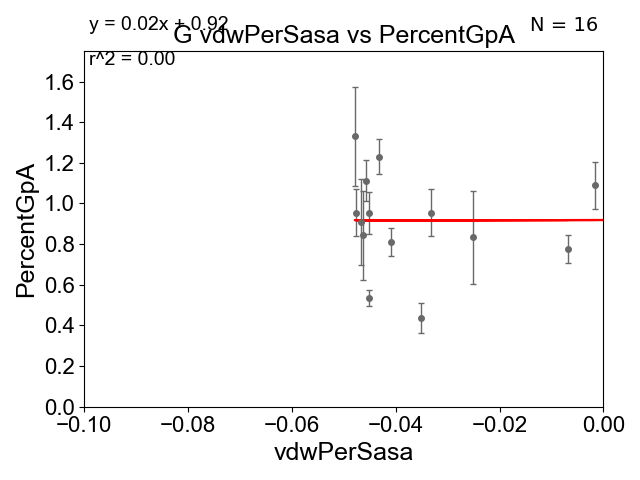 y = 0.02x + 0.92
G vdwPerSasa vs PercentGpA
N = 16
r^2 = 0.00
PercentGpA
1.6
1.4
1.2
1.0
0.8
0.6
0.4
0.2
0.0
−0.10
−0.08
−0.06
−0.04
−0.02
0.00
vdwPerSasa